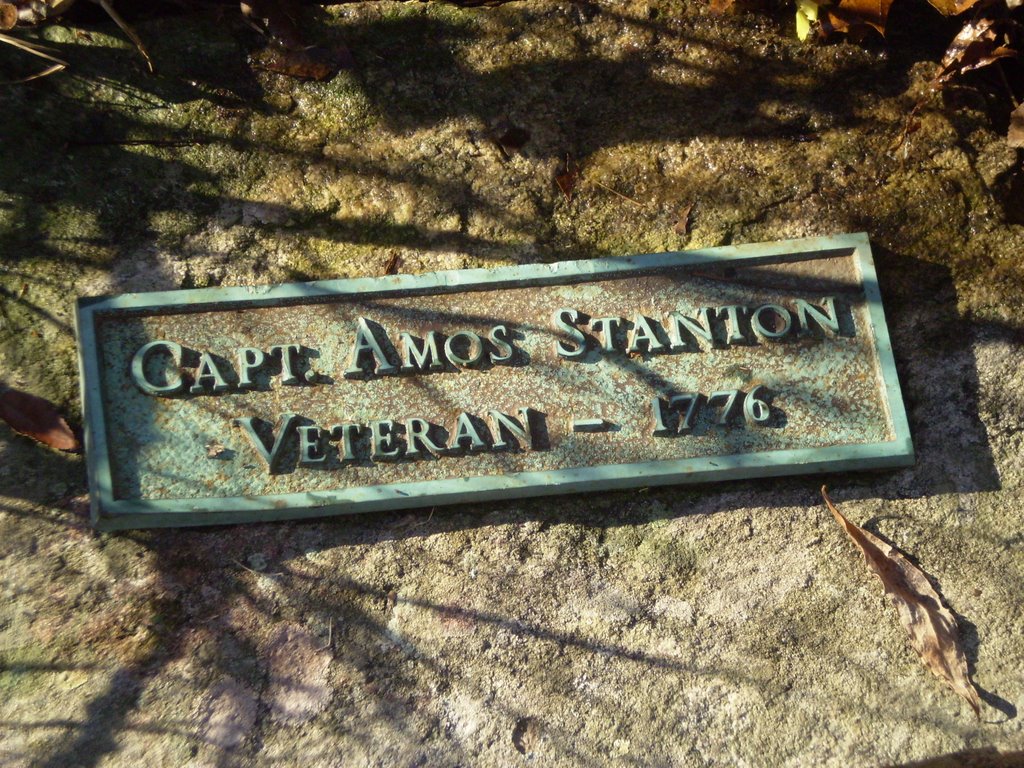 Capt. Amos Stanton
Veteran – 1776